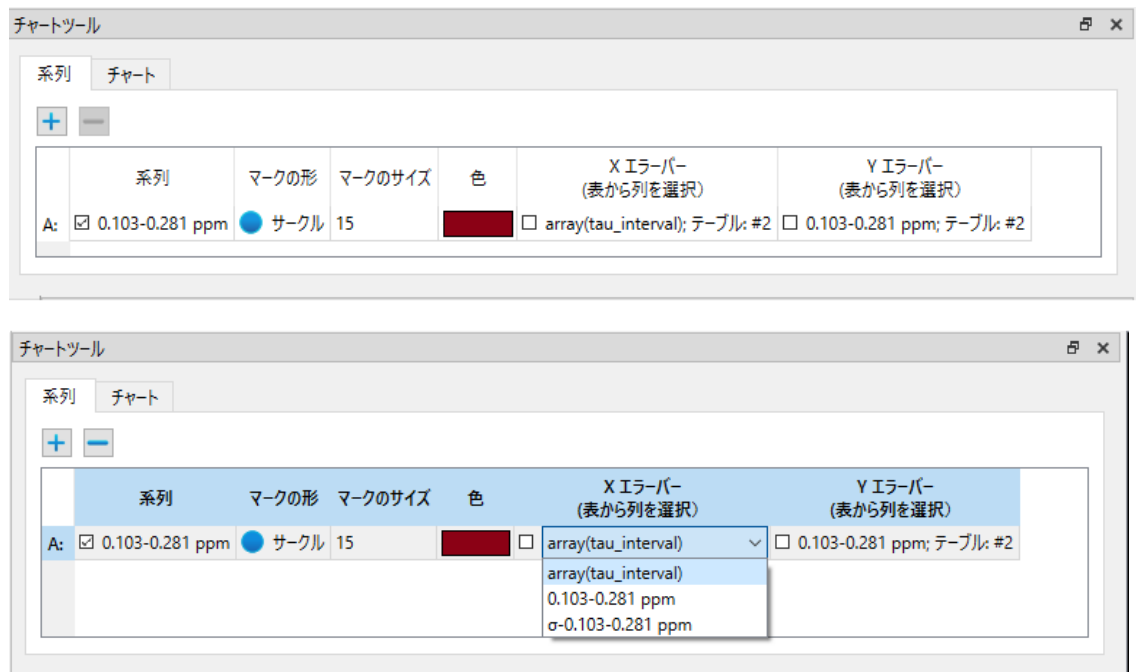 チャートツール
系列 チャート
系列 マークの形 マークのサイズ 色 X エラーバー (表から列を選択) Y エラーバー (表から列を選択)
A: 0.103-0.281 ppm サークル 15 array(tau_interval); テーブル: #2 0.103-0.281 ppm; テーブル: #2
チャートツール
系列 チャート
系列 マークの形 マークのサイズ 色 X エラーバー (表から列を選択) Y エラーバー (表から列を選択)
A: 0.103-0.281 ppm サークル 15 array(tau_interval) 0.103-0.281 ppm; テーブル: #2
array(tau_interval)
0.103-0.281 ppm
σ-0.103-0.281 ppm